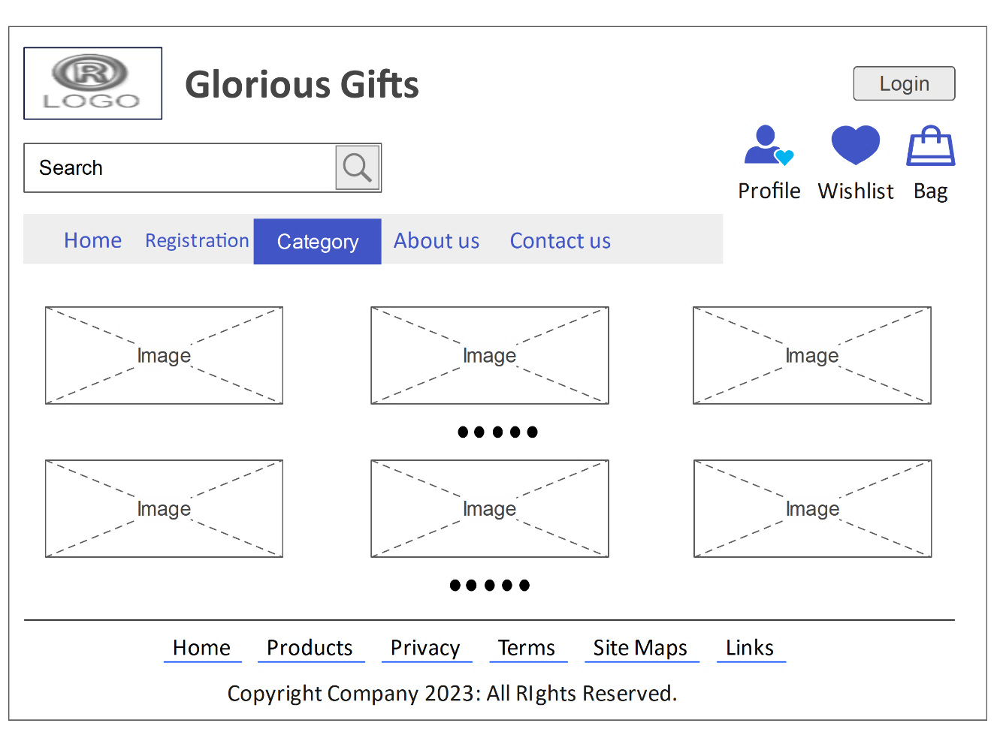 R
LOGO
Glorious Gifts
Login
Search
Profile Wishlist Bag
Home Registration Category About us Contact us
Image Image Image
Image Image Image
Home Products Privacy Terms Site Maps Links
Copyright Company 2023: All RIghts Reserved.